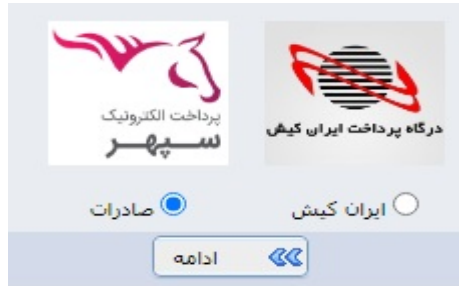 درگاه پرداخت ایران کیش
پرداخت الکترونیک
سپهر
ایران کیش
صادرات
ادامه